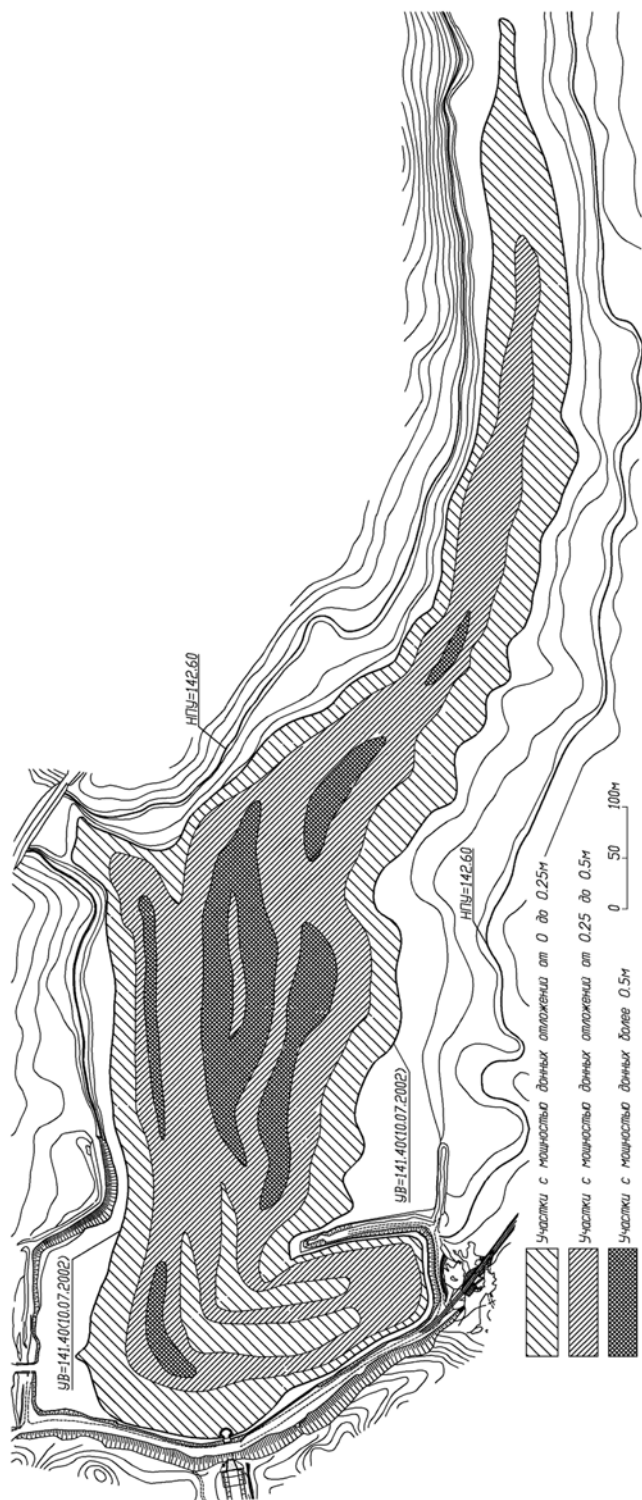 НПУ=142.60
УВ=141.40(10.07.2002)
УВ=141.40(10.07.2002)
НПУ=142.60
Участки с мощностью донных отложений от 0 до 0.25м
Участки с мощностью донных отложений от 0.25 до 0.5м
Участки с мощностью донных более 0.5м
0 50 100м